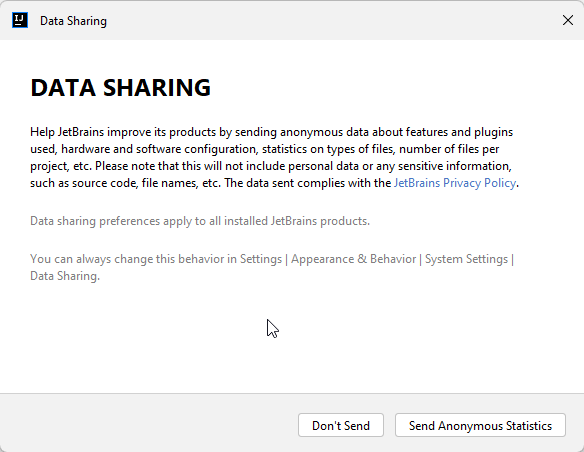 IJ
Data Sharing
DATA SHARING
Help JetBrains improve its products by sending anonymous data about features and plugins
used, hardware and software configuration, statistics on types of files, number of files per
project, etc. Please note that this will not include personal data or any sensitive information,
such as source code, file names, etc. The data sent complies with the JetBrains Privacy Policy.
Data sharing preferences apply to all installed JetBrains products.
You can always change this behavior in Settings | Appearance & Behavior | System Settings |
Data Sharing.
Don't Send
Send Anonymous Statistics